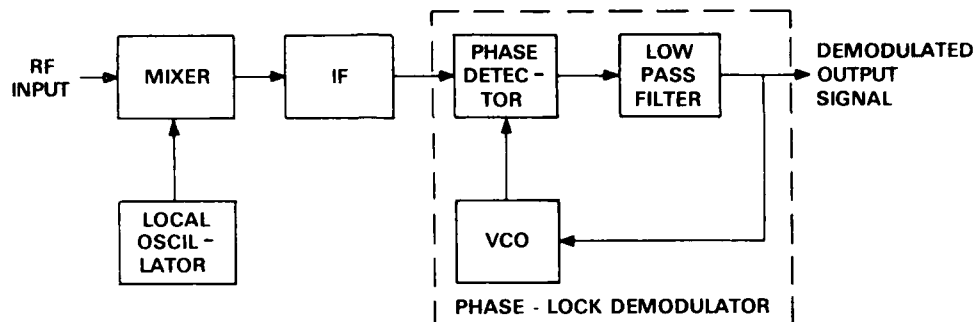 RF
INPUT
MIXER
IF
PHASE
DETEC -
TOR
LOW
PASS
FILTER
DEMODULATED
OUTPUT
SIGNAL
LOCAL
OSCIL -
LATOR
VCO
PHASE - LOCK DEMODULATOR